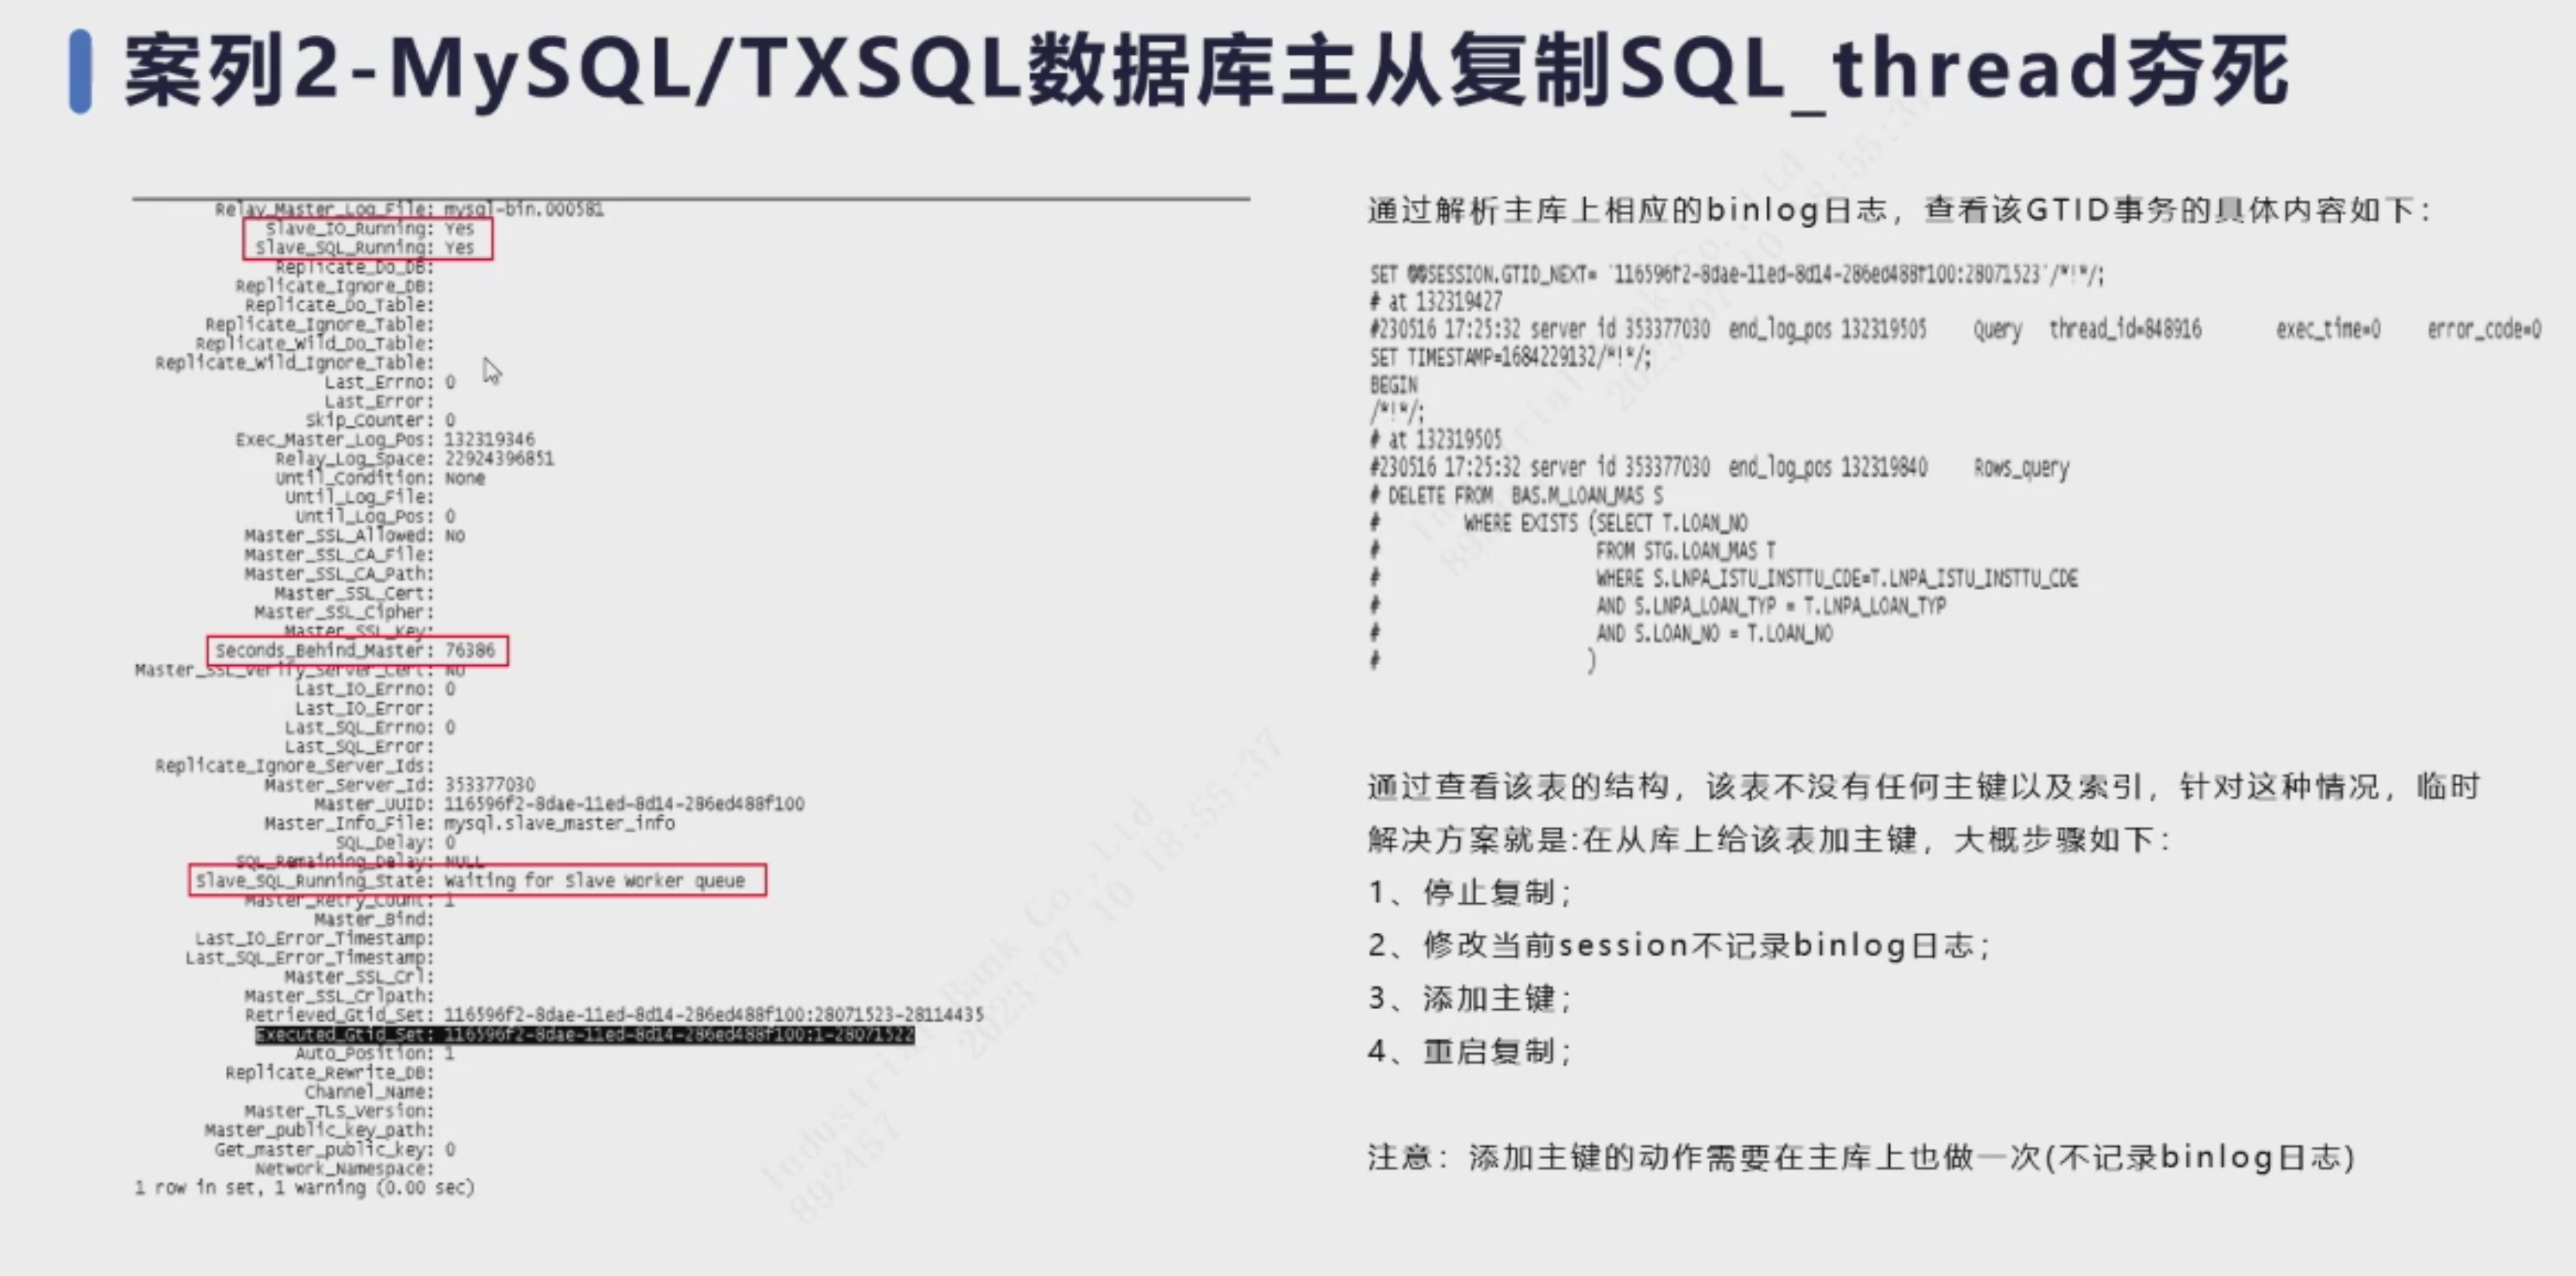 案列2-MySQL/TXSQL数据库主从复制SQL_thread夯死
Relay_Master_Log_File: mysql-bin.000581
Slave_IO_Running: Yes
Slave_SQL_Running: Yes
Replicate_Do_DB:
Replicate_Ignore_DB:
Replicate_Do_Table:
Replicate_Ignore_Table:
Replicate_Wild_Do_Table:
Replicate_Wild_Ignore_Table:
Last_Errno: 0
Last_Error:
Skip_Counter: 0
Exec_Master_Log_Pos: 132319346
Relay_Log_Space: 22924396851
Until_Condition: None
Until_Log_File:
Until_Log_Pos: 0
Master_SSL_Allowed: No
Master_SSL_CA_File:
Master_SSL_CA_Path:
Master_SSL_Cert:
Master_SSL_Cipher:
Master_SSL_Key:
Seconds_Behind_Master: 76386
Master_SSL_Verify_Server_Cert: No
Last_IO_Errno: 0
Last_IO_Error:
Last_SQL_Errno: 0
Last_SQL_Error:
Replicate_Ignore_Server_Ids:
Master_Server_Id: 353377030
Master_UUID: 116596f2-8dae-11ed-8d14-286ed488f100
Master_Info_File: mysql.slave_master_info
SQL_Delay: 0
SQL_Remaining_Delay: NULL
Slave_SQL_Running_State: Waiting for Slave Worker queue
Master_Retry_Count: 1
Master_Bind:
Last_IO_Error_Timestamp:
Last_SQL_Error_Timestamp:
Master_SSL_Crl:
Master_SSL_Crlpath:
Retrieved_Gtid_Set: 116596f2-8dae-11ed-8d14-286ed488f100:28071523-28114435
Executed_Gtid_Set: 116596f2-8dae-11ed-8d14-286ed488f100:1-28071522
Auto_Position: 1
Replicate_Rewrite_DB:
Channel_Name:
Master_TLS_Version:
Master_public_key_path:
Get_master_public_key: 0
Network_Namespace:
1 row in set, 1 warning (0.00 sec)
通过解析主库上相应的binlog日志，查看该GTID事务的具体内容如下：
SET @@SESSION.GTID_NEXT= '116596f2-8dae-11ed-8d14-286ed488f100:28071523'/*!*/;
# at 132319427
#230516 17:25:32 server id 353377030 end_log_pos 132319505 Query thread_id=848916 exec_time=0 error_code=0
SET TIMESTAMP=1684229132/*!*/;
BEGIN
/*!*/;
# at 132319505
#230516 17:25:32 server id 353377030 end_log_pos 132319840 Rows_query
# DELETE FROM BAS.M_LOAN_MAS S
# WHERE EXISTS (SELECT T.LOAN_NO
# FROM STG.LOAN_MAS T
# WHERE S.LNPA_ISTU_INSTTU_CDE=T.LNPA_ISTU_INSTTU_CDE
# AND S.LNPA_LOAN_TYP = T.LNPA_LOAN_TYP
# AND S.LOAN_NO = T.LOAN_NO
# )
通过查看该表的结构，该表不没有任何主键以及索引，针对这种情况，临时
解决方案就是:在从库上给该表加主键，大概步骤如下：
1、停止复制；
2、修改当前session不记录binlog日志；
3、添加主键；
4、重启复制；
注意：添加主键的动作需要在主库上也做一次(不记录binlog日志)
Industrial Bank Co.,Ltd
892457 2023-07-10 18:55:37